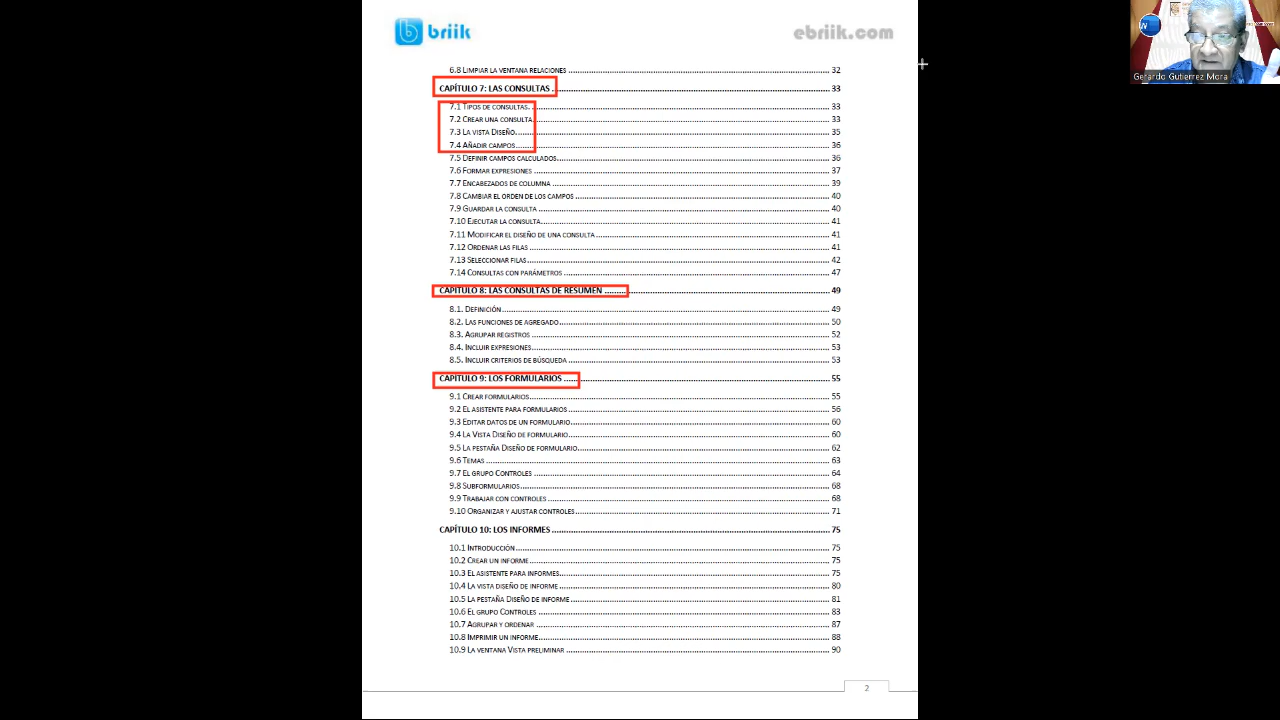 briik
ebriik.com
Gerardo Gutierrez Mora
6.8 LIMPIAR LA VENTANA RELACIONES 32
CAPÍTULO 7: LAS CONSULTAS 33
7.1 TIPOS DE CONSULTAS. 33
7.2 CREAR UNA CONSULTA 33
7.3 LA VISTA DISEÑO. 35
7.4 AÑADIR CAMPOS 36
7.5 DEFINIR CAMPOS CALCULADOS 36
7.6 FORMAR EXPRESIONES 37
7.7 ENCABEZADOS DE COLUMNA 39
7.8 CAMBIAR EL ORDEN DE LOS CAMPOS 40
7.9 GUARDAR LA CONSULTA 40
7.10 EJECUTAR LA CONSULTA 41
7.11 MODIFICAR EL DISEÑO DE UNA CONSULTA 41
7.12 ORDENAR LAS FILAS 41
7.13 SELECCIONAR FILAS 42
7.14 CONSULTAS CON PARÁMETROS 47
CAPÍTULO 8: LAS CONSULTAS DE RESUMEN 49
8.1. DEFINICIÓN 49
8.2. LAS FUNCIONES DE AGREGADO 50
8.3. AGRUPAR REGISTROS 52
8.4. INCLUIR EXPRESIONES 53
8.5. INCLUIR CRITERIOS DE BÚSQUEDA 53
CAPÍTULO 9: LOS FORMULARIOS 55
9.1 CREAR FORMULARIOS 55
9.2 EL ASISTENTE PARA FORMULARIOS 56
9.3 EDITAR DATOS DE UN FORMULARIO 60
9.4 LA VISTA DISEÑO DE FORMULARIO 60
9.5 LA PESTAÑA DISEÑO DE FORMULARIO 62
9.6 TEMAS 63
9.7 EL GRUPO CONTROLES 64
9.8 SUBFORMULARIOS 68
9.9 TRABAJAR CON CONTROLES 68
9.10 ORGANIZAR Y AJUSTAR CONTROLES 71
CAPÍTULO 10: LOS INFORMES 75
10.1 INTRODUCCIÓN 75
10.2 CREAR UN INFORME 75
10.3 EL ASISTENTE PARA INFORMES 75
10.4 LA VISTA DISEÑO DE INFORME 80
10.5 LA PESTAÑA DISEÑO DE INFORME 81
10.6 EL GRUPO CONTROLES 83
10.7 AGRUPAR Y ORDENAR 87
10.8 IMPRIMIR UN INFORME 88
10.9 LA VENTANA VISTA PRELIMINAR 90
2